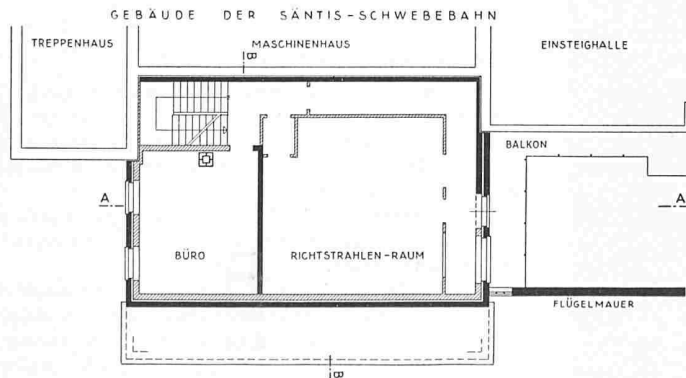 GEBÄUDE DER SÄNTIS-SCHWEBEBAHN
TREPPENHAUS
MASCHINENHAUS
EINSTEIGHALLE
B
BALKON
A
A
BÜRO
RICHTSTRAHLEN-RAUM
FLÜGELMAUER
B